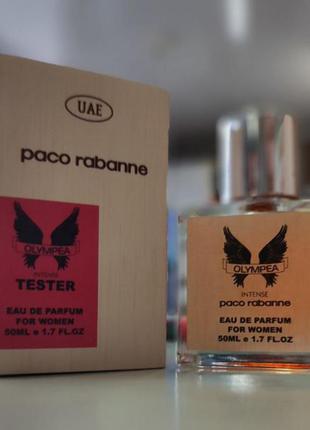 UAE
paco rabanne
OLYMPEA
INTENSE
TESTER
EAU DE PARFUM
FOR WOMEN
50ML e 1.7 FL.OZ
OLYMPEA
INTENSE
paco rabanne
EAU DE PARFUM
FOR WOMEN
50ML e 1.7 FL.OZ